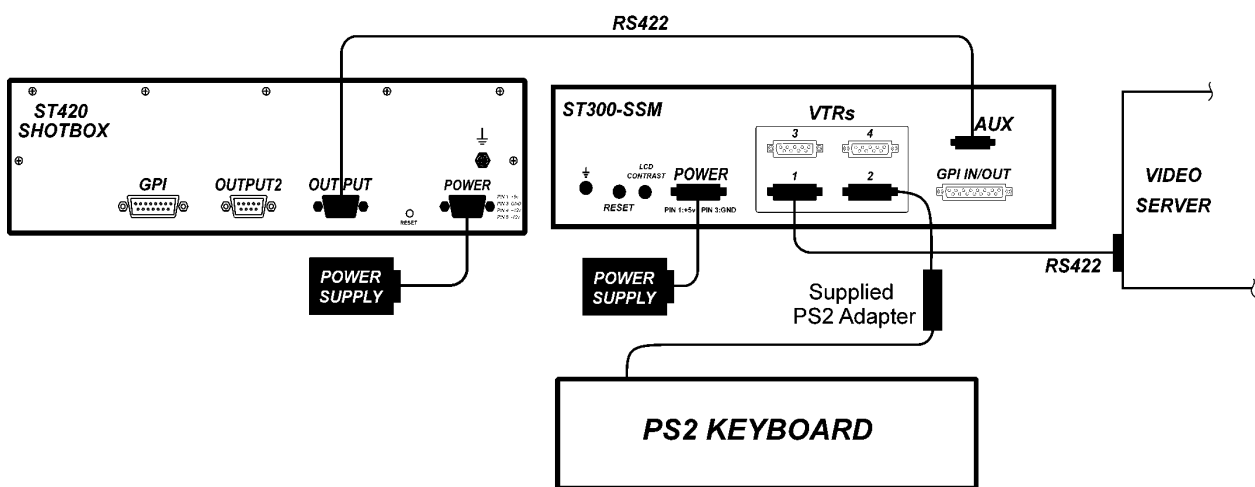 RS422
ST420
SHOTBOX
GPI
OUTPUT2
OUTPUT
RESET
POWER
POWER
SUPPLY
ST300-SSM
VTRs
3
4
AUX
LCD
CONTRAST
RESET
POWER
PIN 1:+5v PIN 3:GND
1
2
GPI IN/OUT
POWER
SUPPLY
RS422
VIDEO
SERVER
Supplied
PS2 Adapter
PS2 KEYBOARD